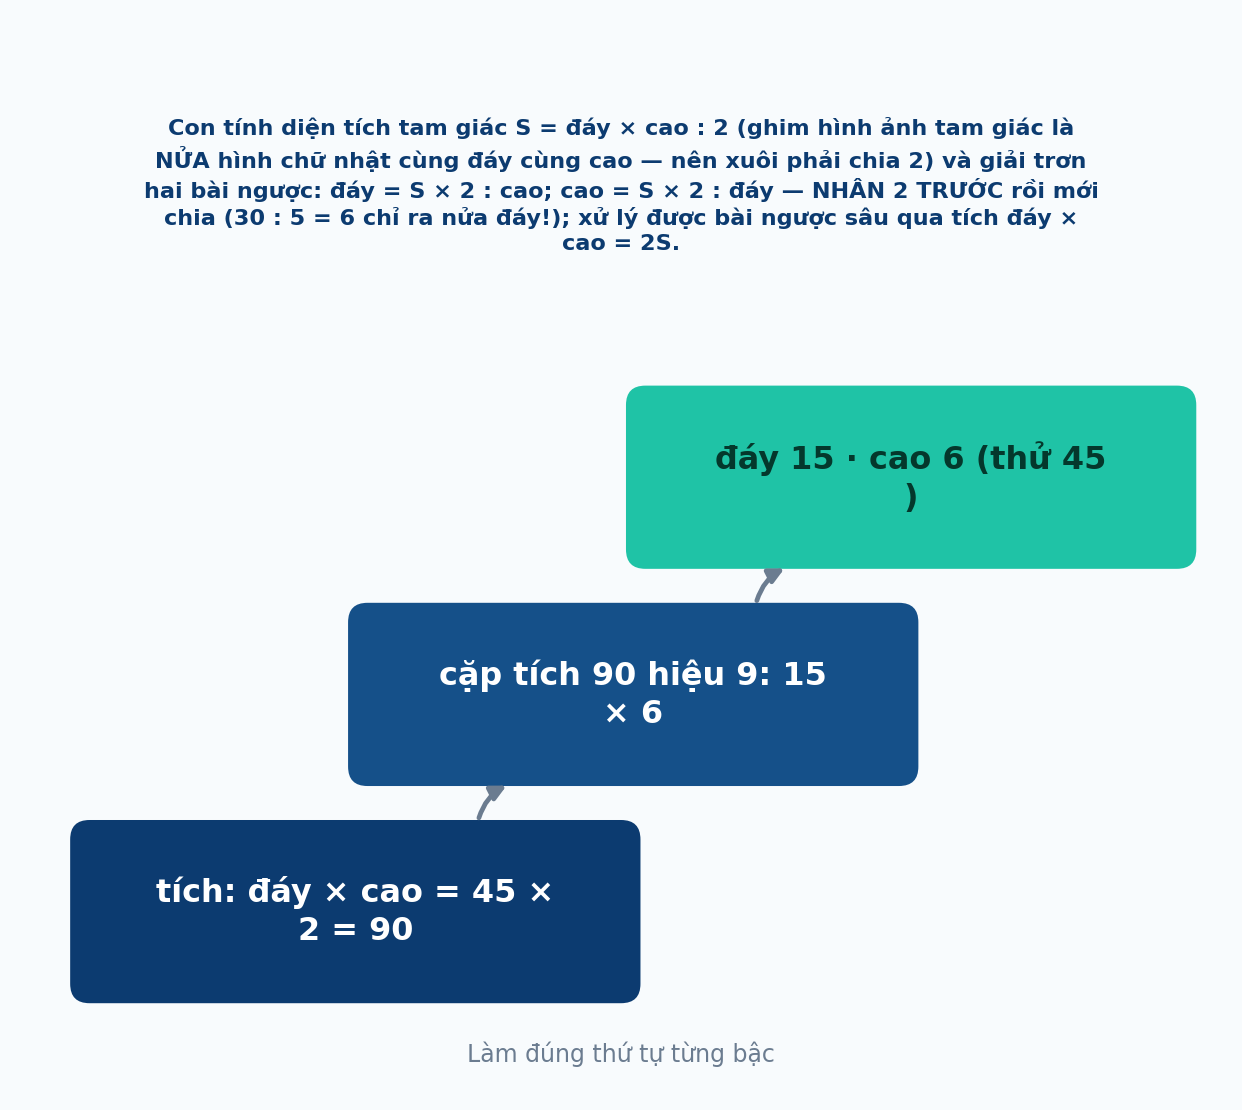 Con tính diện tích tam giác S = đáy × cao : 2 (ghim hình ảnh tam giác là
NỬA hình chữ nhật cùng đáy cùng cao — nên xuôi phải chia 2) và giải trơn
hai bài ngược: đáy = S × 2 : cao; cao = S × 2 : đáy — NHÂN 2 TRƯỚC rồi mới
chia (30 : 5 = 6 chỉ ra nửa đáy!); xử lý được bài ngược sâu qua tích đáy ×
cao = 2S.
đáy 15 · cao 6 (thử 45
)
cặp tích 90 hiệu 9: 15
× 6
tích: đáy × cao = 45 ×
2 = 90
Làm đúng thứ tự từng bậc